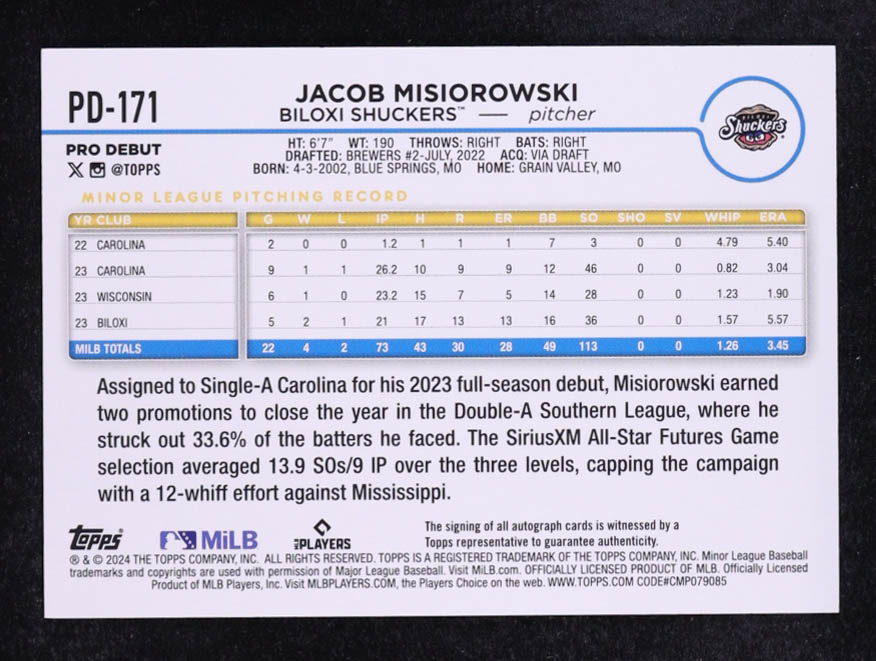 PD-171
JACOB MISIOROWSKI
BILOXI SHUCKERS™ — pitcher
Shuckers
PRO DEBUT
@TOPPS
HT: 6'7" WT: 190 THROWS: RIGHT BATS: RIGHT
DRAFTED: BREWERS #2-JULY, 2022 ACQ: VIA DRAFT
BORN: 4-3-2002, BLUE SPRINGS, MO HOME: GRAIN VALLEY, MO
MINOR LEAGUE PITCHING RECORD
YR CLUB G W L IP H R ER BB SO SHO SV WHIP ERA
22 CAROLINA 2 0 0 1.2 1 1 1 7 3 0 0 4.79 5.40
23 CAROLINA 9 1 1 26.2 10 9 9 12 46 0 0 0.82 3.04
23 WISCONSIN 6 1 0 23.2 15 7 5 14 28 0 0 1.23 1.90
23 BILOXI 5 2 1 21 17 13 13 16 36 0 0 1.57 5.57
MILB TOTALS 22 4 2 73 43 30 28 49 113 0 0 1.26 3.45
Assigned to Single-A Carolina for his 2023 full-season debut, Misiorowski earned
two promotions to close the year in the Double-A Southern League, where he
struck out 33.6% of the batters he faced. The SiriusXM All-Star Futures Game
selection averaged 13.9 SOs/9 IP over the three levels, capping the campaign
with a 12-whiff effort against Mississippi.
Topps MiLB MLB PLAYERS
The signing of all autograph cards is witnessed by a
Topps representative to guarantee authenticity.
® & © 2024 THE TOPPS COMPANY, INC. ALL RIGHTS RESERVED. TOPPS IS A REGISTERED TRADEMARK OF THE TOPPS COMPANY, INC. Minor League Baseball
trademarks and copyrights are used with permission of Major League Baseball. Visit MiLB.com. OFFICIALLY LICENSED PRODUCT OF MLB. Officially Licensed
Product of MLB Players, Inc. Visit MLBPLAYERS.COM, the Players Choice on the web. WWW.TOPPS.COM CODE#CMP079085